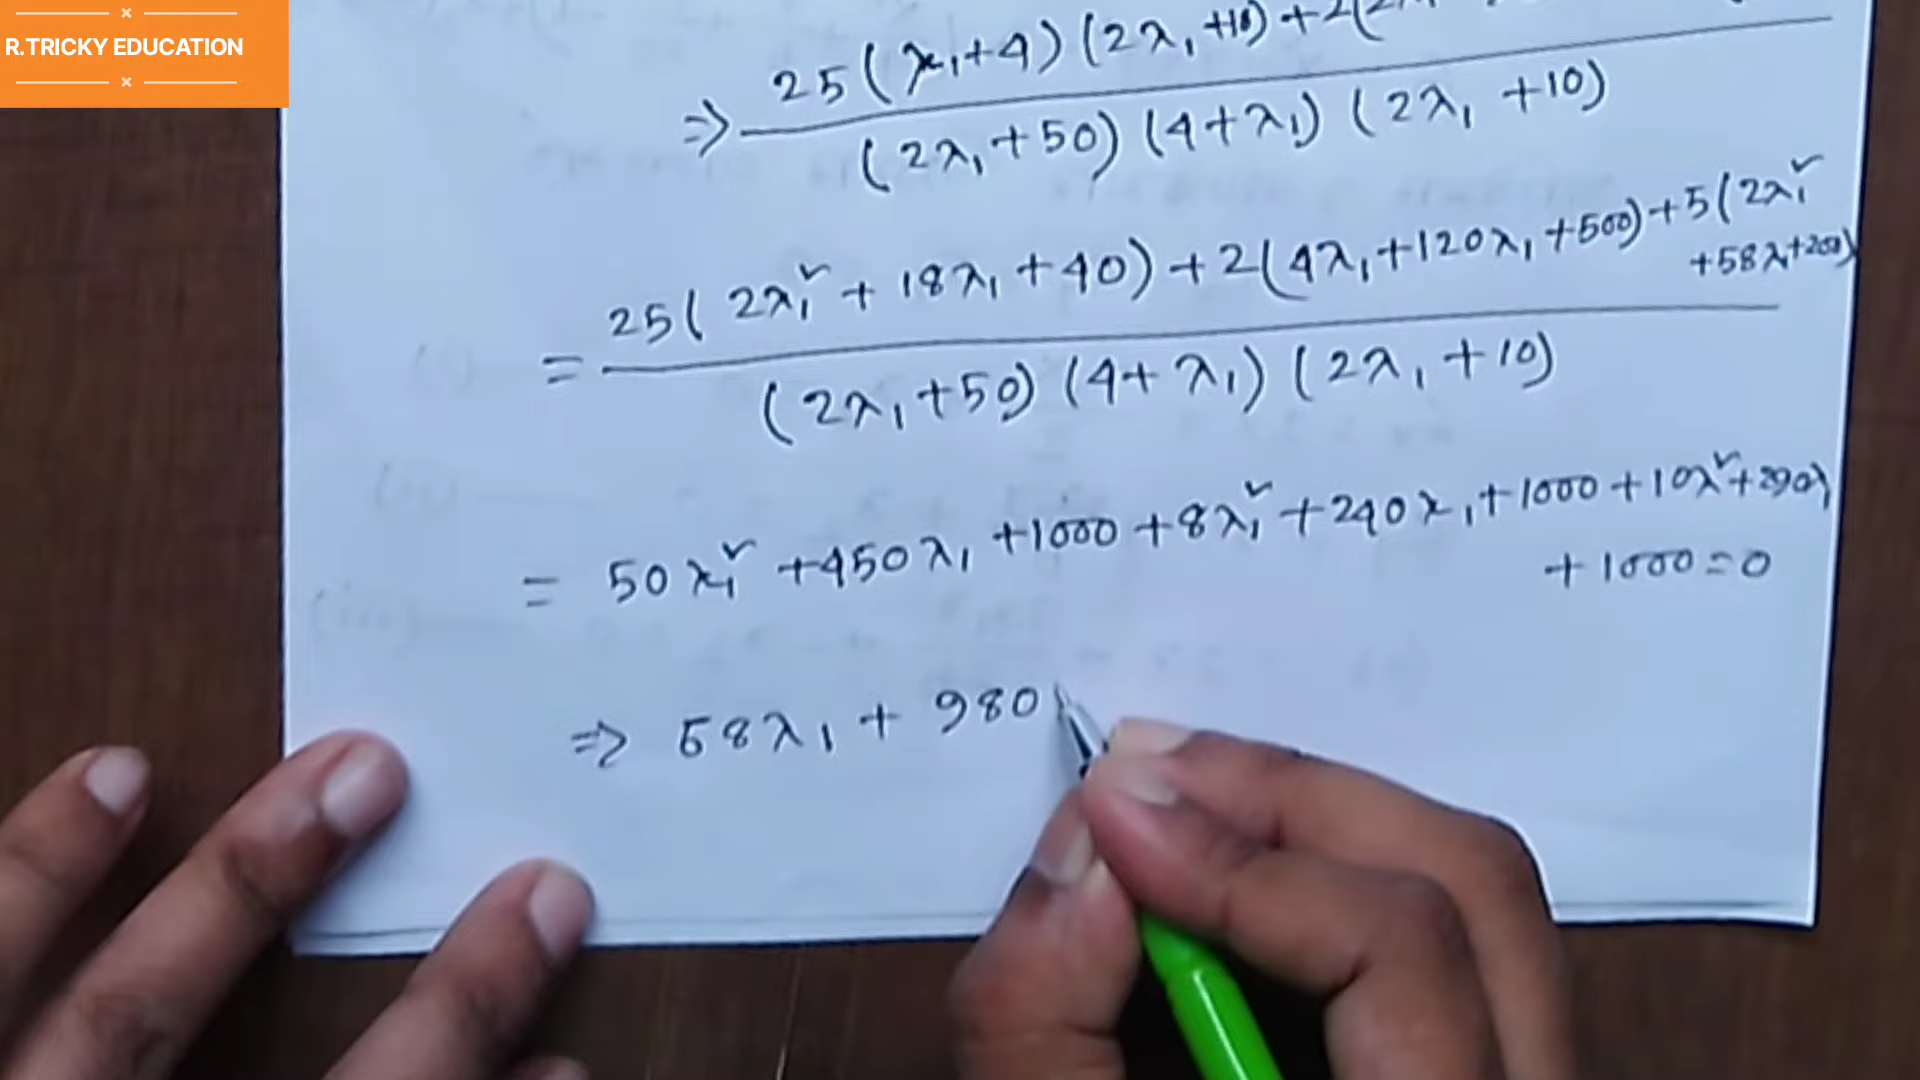 R.TRICKY EDUCATION
25(λ₁+4)(2λ₁+10)+2(2λ₁
⇒ (2λ₁+50)(4+λ₁)(2λ₁+10)
= 25(2λ₁²+18λ₁+40)+2(4λ₁+120λ₁+500)+5(2λ₁²
+58λ₁+200)
(2λ₁+50)(4+λ₁)(2λ₁+10)
= 50λ₁²+450λ₁+1000+8λ₁²+240λ₁+1000+10λ²+290λ
+1000=0
⇒ 58λ₁+980